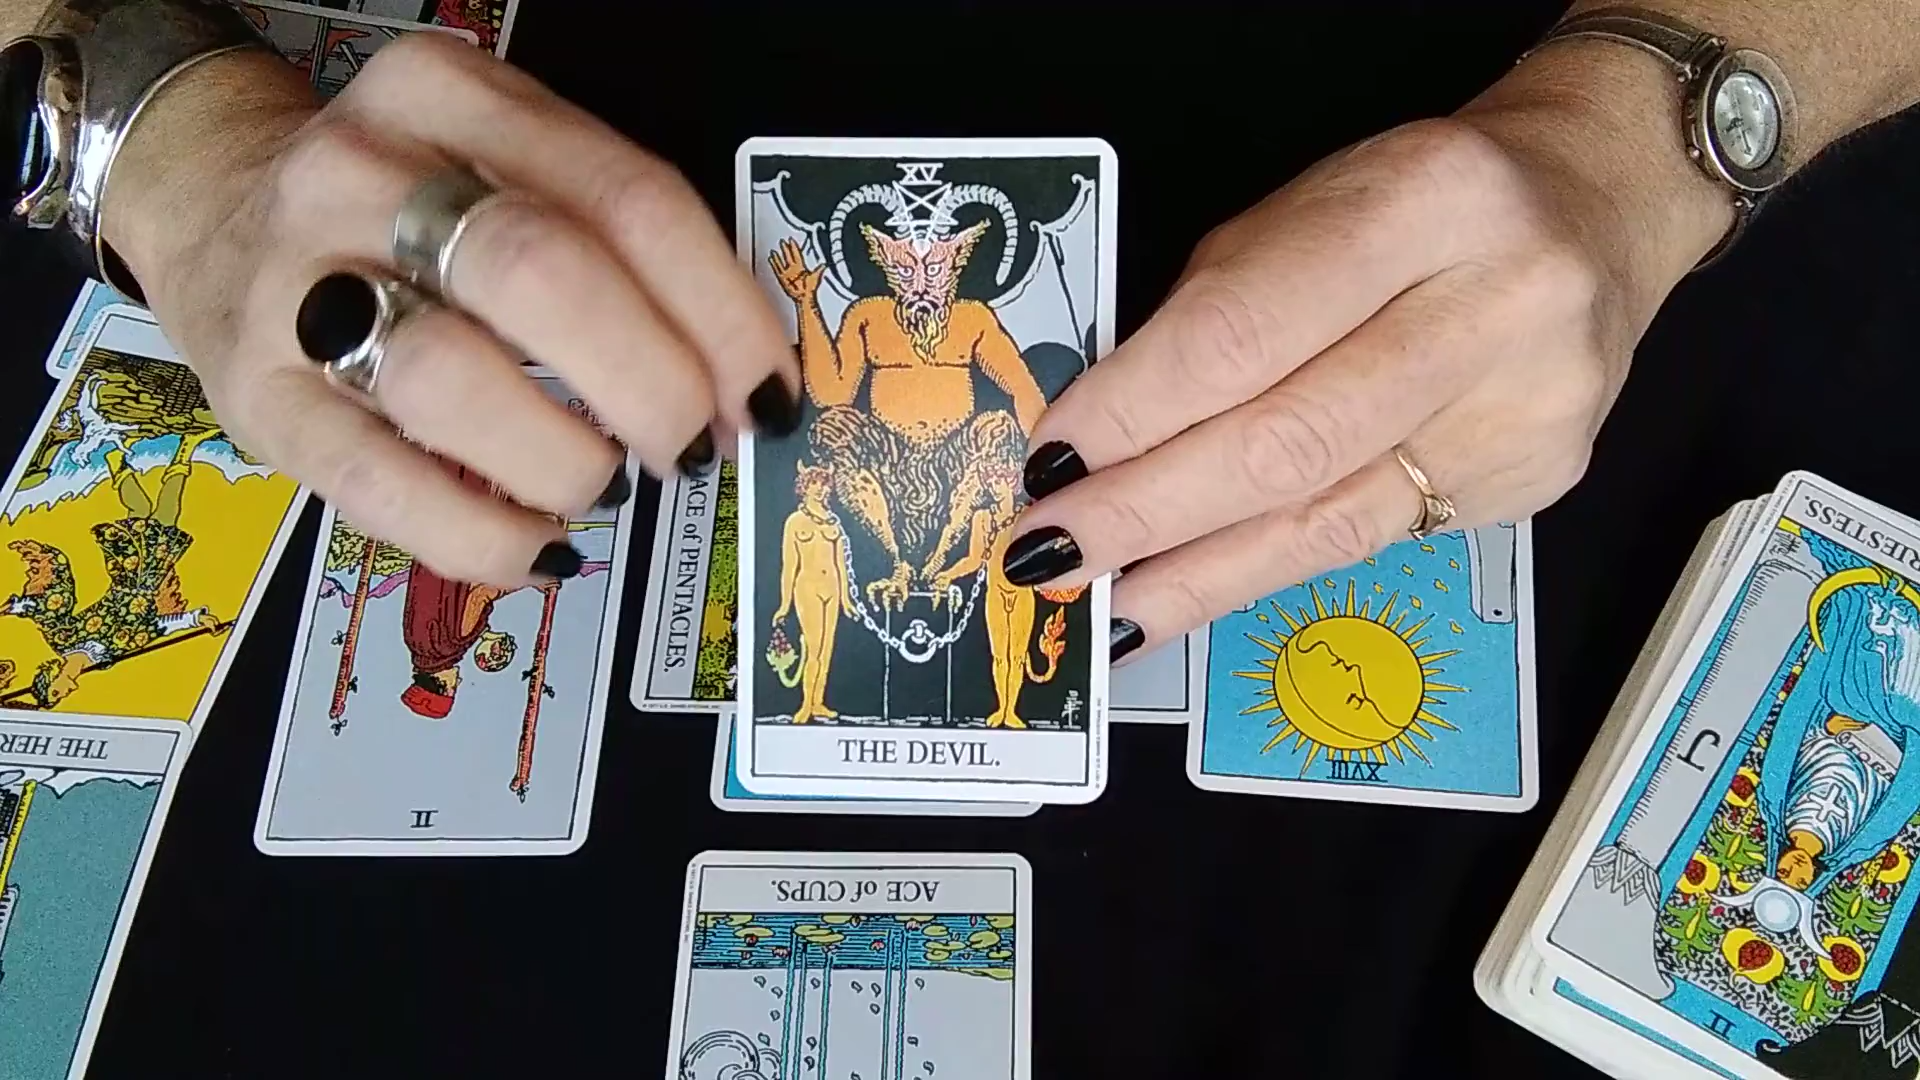 XV
THE DEVIL.
ACE of PENTACLES.
THE HER
II
XVIII
ACE of CUPS.
RIESTESS
J
II